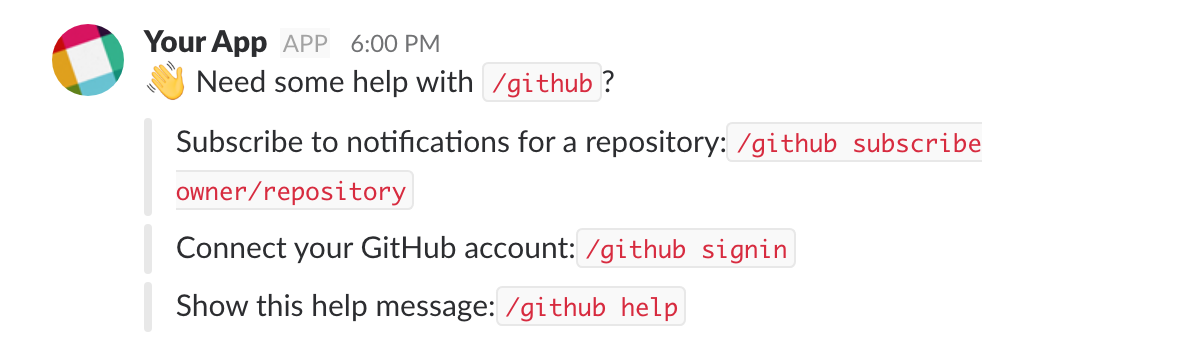 Your App APP 6:00 PM
👋 Need some help with /github?
Subscribe to notifications for a repository: /github subscribe
owner/repository
Connect your GitHub account: /github signin
Show this help message: /github help